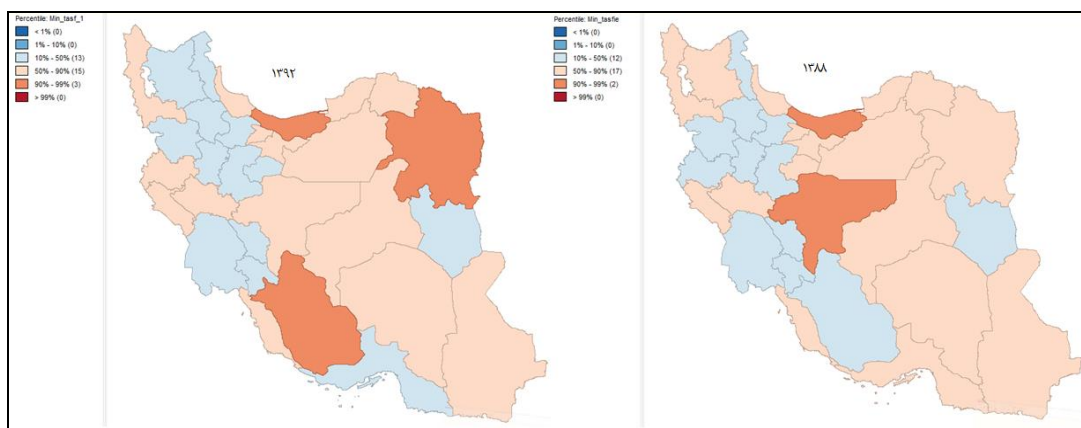 Percentile: Min_tasf_1
< 1% (0)
1% - 10% (0)
10% - 50% (13)
50% - 90% (15)
90% - 99% (3)
> 99% (0)
۱۳۹۲
Percentile: Min_tasfie
< 1% (0)
1% - 10% (0)
10% - 50% (12)
50% - 90% (17)
90% - 99% (2)
> 99% (0)
۱۳۸۸